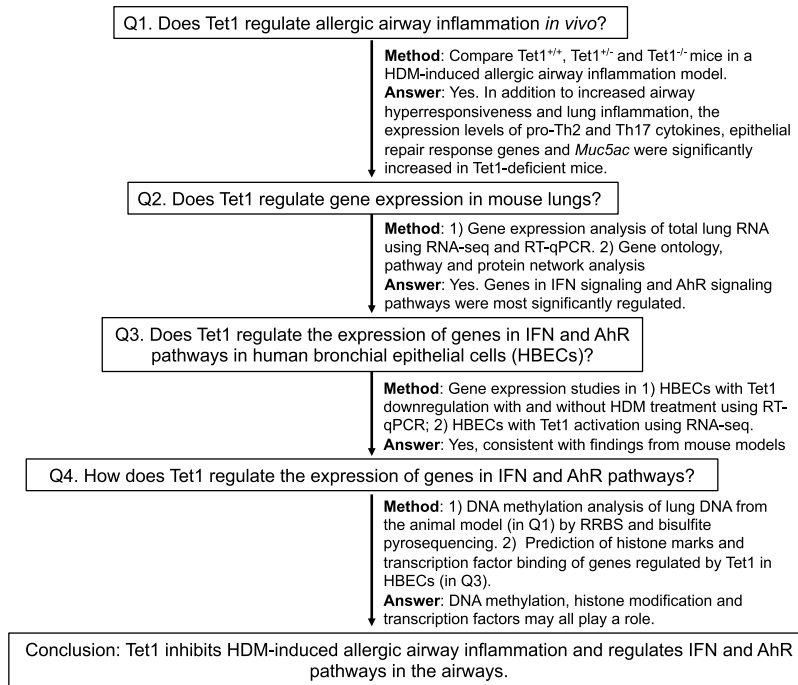 Q1. Does Tet1 regulate allergic airway inflammation in vivo?
Method: Compare Tet1+/+, Tet1+/- and Tet1-/- mice in a
HDM-induced allergic airway inflammation model.
Answer: Yes. In addition to increased airway
hyperresponsiveness and lung inflammation, the
expression levels of pro-Th2 and Th17 cytokines, epithelial
repair response genes and Muc5ac were significantly
increased in Tet1-deficient mice.
Q2. Does Tet1 regulate gene expression in mouse lungs?
Method: 1) Gene expression analysis of total lung RNA
using RNA-seq and RT-qPCR. 2) Gene ontology,
pathway and protein network analysis
Answer: Yes. Genes in IFN signaling and AhR signaling
pathways were most significantly regulated.
Q3. Does Tet1 regulate the expression of genes in IFN and AhR
pathways in human bronchial epithelial cells (HBECs)?
Method: Gene expression studies in 1) HBECs with Tet1
downregulation with and without HDM treatment using RT-
qPCR; 2) HBECs with Tet1 activation using RNA-seq.
Answer: Yes, consistent with findings from mouse models
Q4. How does Tet1 regulate the expression of genes in IFN and AhR pathways?
Method: 1) DNA methylation analysis of lung DNA from
the animal model (in Q1) by RRBS and bisulfite
pyrosequencing. 2) Prediction of histone marks and
transcription factor binding of genes regulated by Tet1 in
HBECs (in Q3).
Answer: DNA methylation, histone modification and
transcription factors may all play a role.
Conclusion: Tet1 inhibits HDM-induced allergic airway inflammation and regulates IFN and AhR
pathways in the airways.